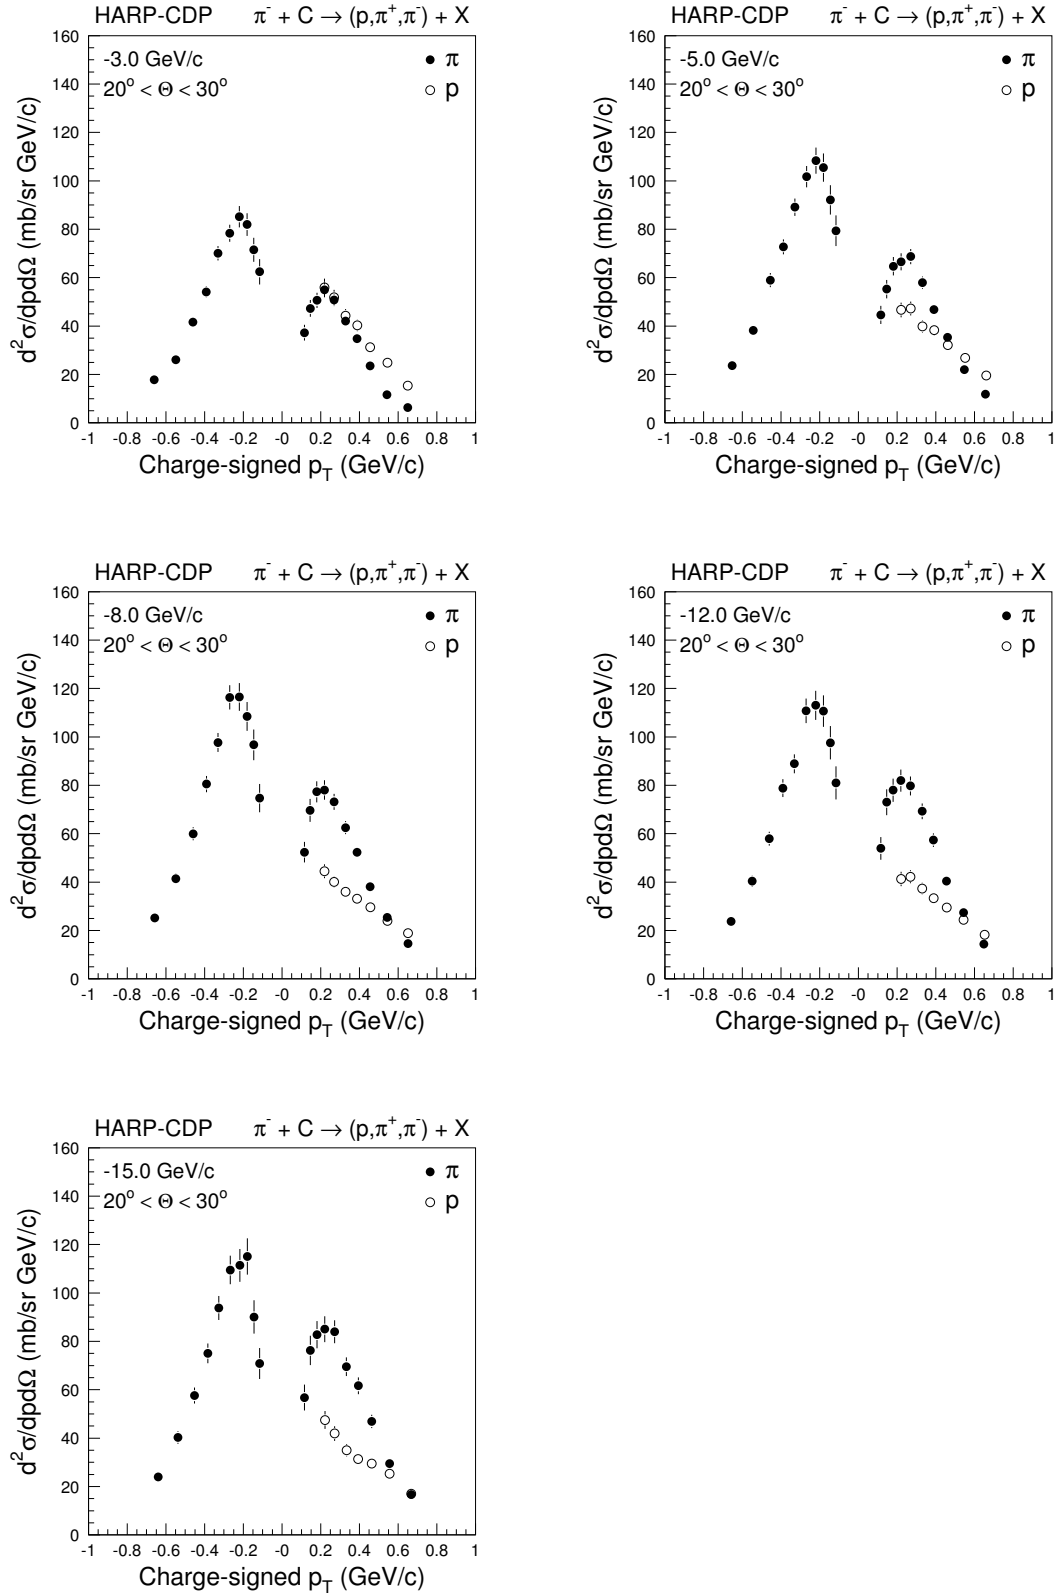 HARP-CDP π⁻ + C → (p,π⁺,π⁻) + X
-3.0 GeV/c
20° < Θ < 30°
π
p
160
140
120
100
80
60
40
20
0
-1 -0.8 -0.6 -0.4 -0.2 -0 0.2 0.4 0.6 0.8 1
Charge-signed p_T (GeV/c)
d²σ/dpdΩ (mb/sr GeV/c)
HARP-CDP π⁻ + C → (p,π⁺,π⁻) + X
-5.0 GeV/c
20° < Θ < 30°
π
p
160
140
120
100
80
60
40
20
0
-1 -0.8 -0.6 -0.4 -0.2 -0 0.2 0.4 0.6 0.8 1
Charge-signed p_T (GeV/c)
d²σ/dpdΩ (mb/sr GeV/c)
HARP-CDP π⁻ + C → (p,π⁺,π⁻) + X
-8.0 GeV/c
20° < Θ < 30°
π
p
160
140
120
100
80
60
40
20
0
-1 -0.8 -0.6 -0.4 -0.2 -0 0.2 0.4 0.6 0.8 1
Charge-signed p_T (GeV/c)
d²σ/dpdΩ (mb/sr GeV/c)
HARP-CDP π⁻ + C → (p,π⁺,π⁻) + X
-12.0 GeV/c
20° < Θ < 30°
π
p
160
140
120
100
80
60
40
20
0
-1 -0.8 -0.6 -0.4 -0.2 -0 0.2 0.4 0.6 0.8 1
Charge-signed p_T (GeV/c)
d²σ/dpdΩ (mb/sr GeV/c)
HARP-CDP π⁻ + C → (p,π⁺,π⁻) + X
-15.0 GeV/c
20° < Θ < 30°
π
p
160
140
120
100
80
60
40
20
0
-1 -0.8 -0.6 -0.4 -0.2 -0 0.2 0.4 0.6 0.8 1
Charge-signed p_T (GeV/c)
d²σ/dpdΩ (mb/sr GeV/c)